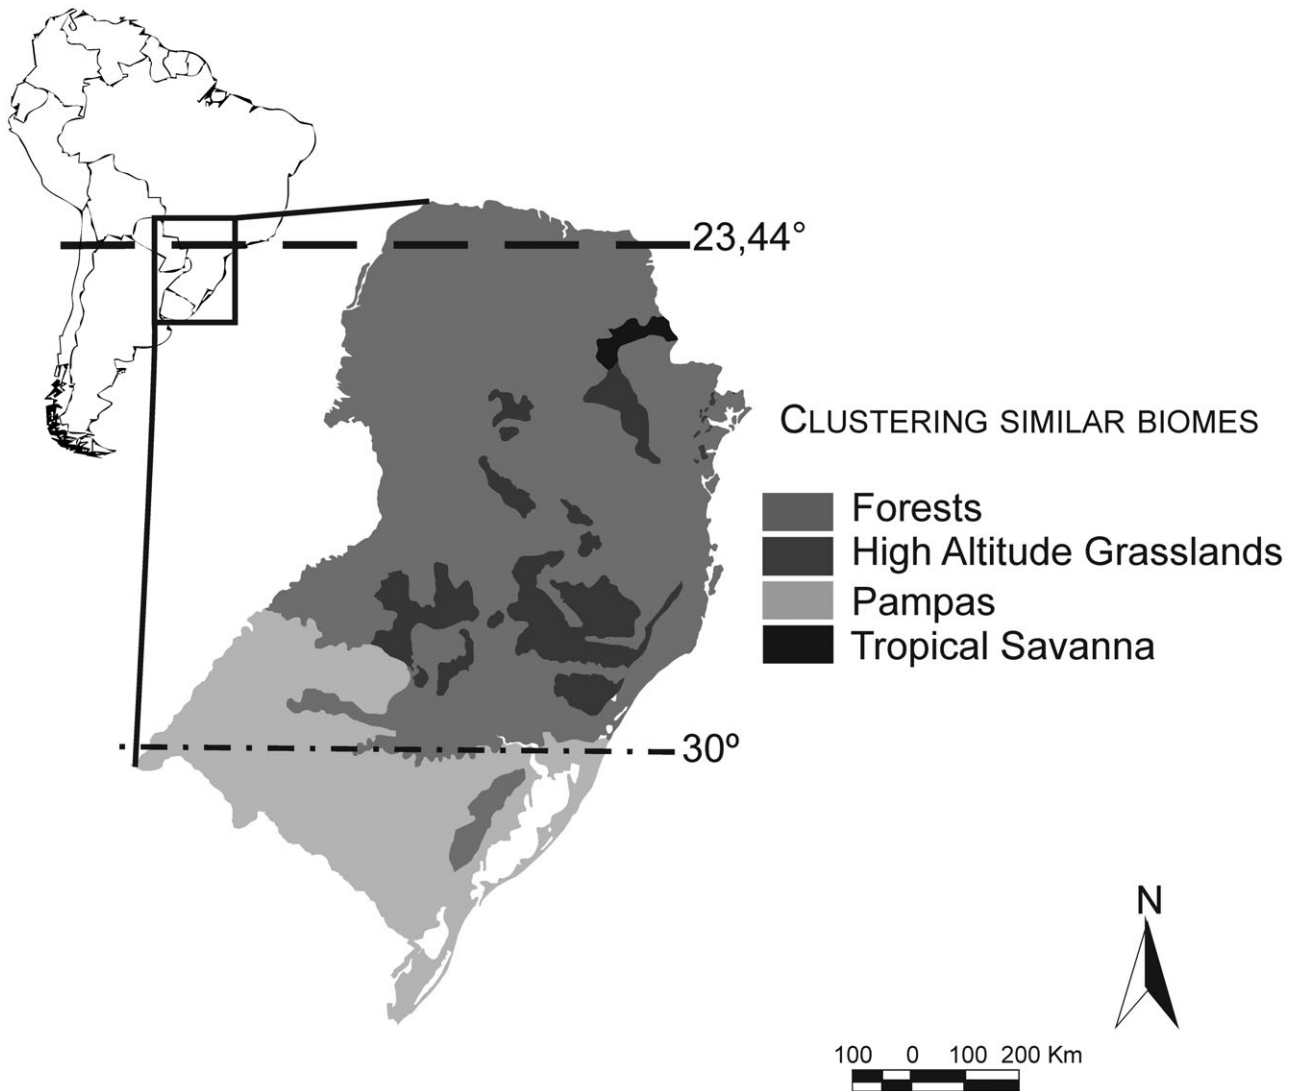 23,44°
CLUSTERING SIMILAR BIOMES
Forests
High Altitude Grasslands
Pampas
Tropical Savanna
30º
N
100 0 100 200 Km